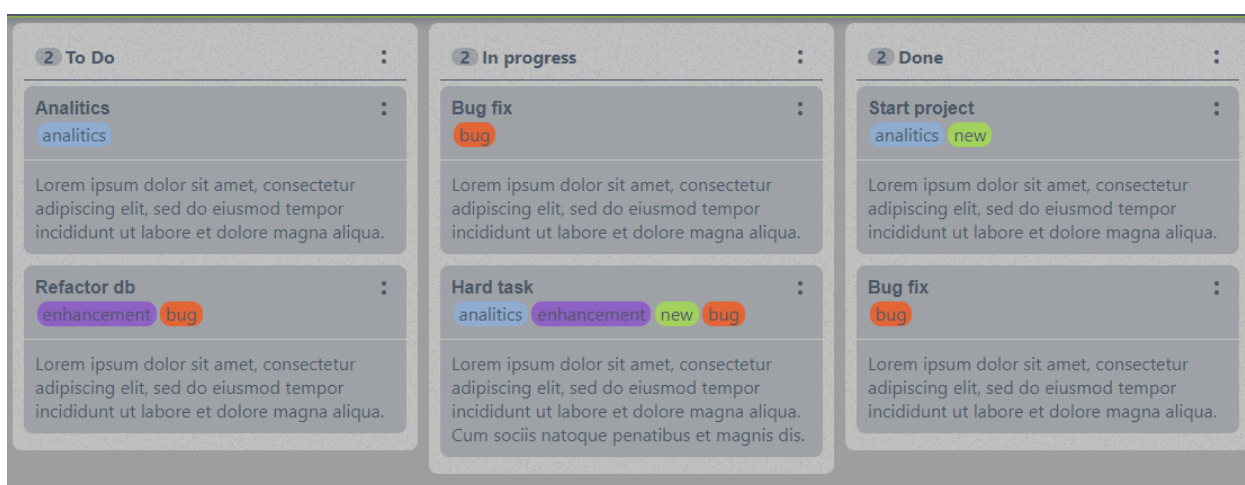 2 To Do
Analitics
analitics
Lorem ipsum dolor sit amet, consectetur
adipiscing elit, sed do eiusmod tempor
incididunt ut labore et dolore magna aliqua.
Refactor db
enhancement bug
Lorem ipsum dolor sit amet, consectetur
adipiscing elit, sed do eiusmod tempor
incididunt ut labore et dolore magna aliqua.
2 In progress
Bug fix
bug
Lorem ipsum dolor sit amet, consectetur
adipiscing elit, sed do eiusmod tempor
incididunt ut labore et dolore magna aliqua.
Hard task
analitics enhancement new bug
Lorem ipsum dolor sit amet, consectetur
adipiscing elit, sed do eiusmod tempor
incididunt ut labore et dolore magna aliqua.
Cum sociis natoque penatibus et magnis dis.
2 Done
Start project
analitics new
Lorem ipsum dolor sit amet, consectetur
adipiscing elit, sed do eiusmod tempor
incididunt ut labore et dolore magna aliqua.
Bug fix
bug
Lorem ipsum dolor sit amet, consectetur
adipiscing elit, sed do eiusmod tempor
incididunt ut labore et dolore magna aliqua.